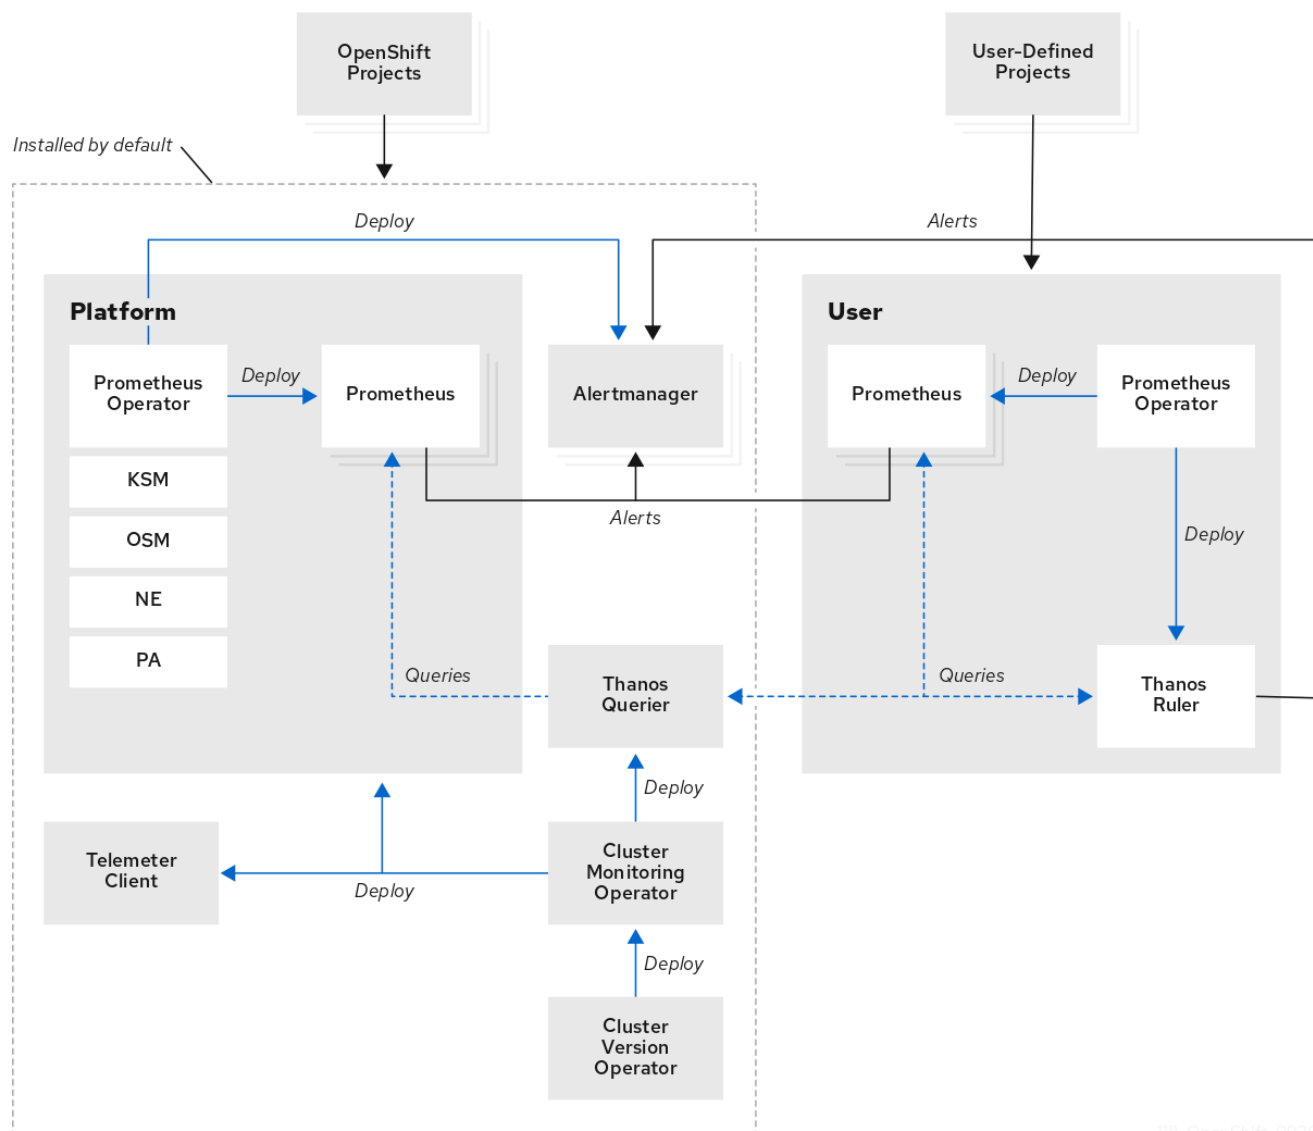 OpenShift
Projects
User-Defined
Projects
Installed by default
Deploy
Alerts
Platform
User
Prometheus
Operator
Deploy
Prometheus
Alertmanager
Prometheus
Deploy
Prometheus
Operator
KSM
OSM
NE
PA
Alerts
Deploy
Queries
Thanos
Querier
Queries
Thanos
Ruler
Deploy
Telemeter
Client
Deploy
Cluster
Monitoring
Operator
Deploy
Cluster
Version
Operator